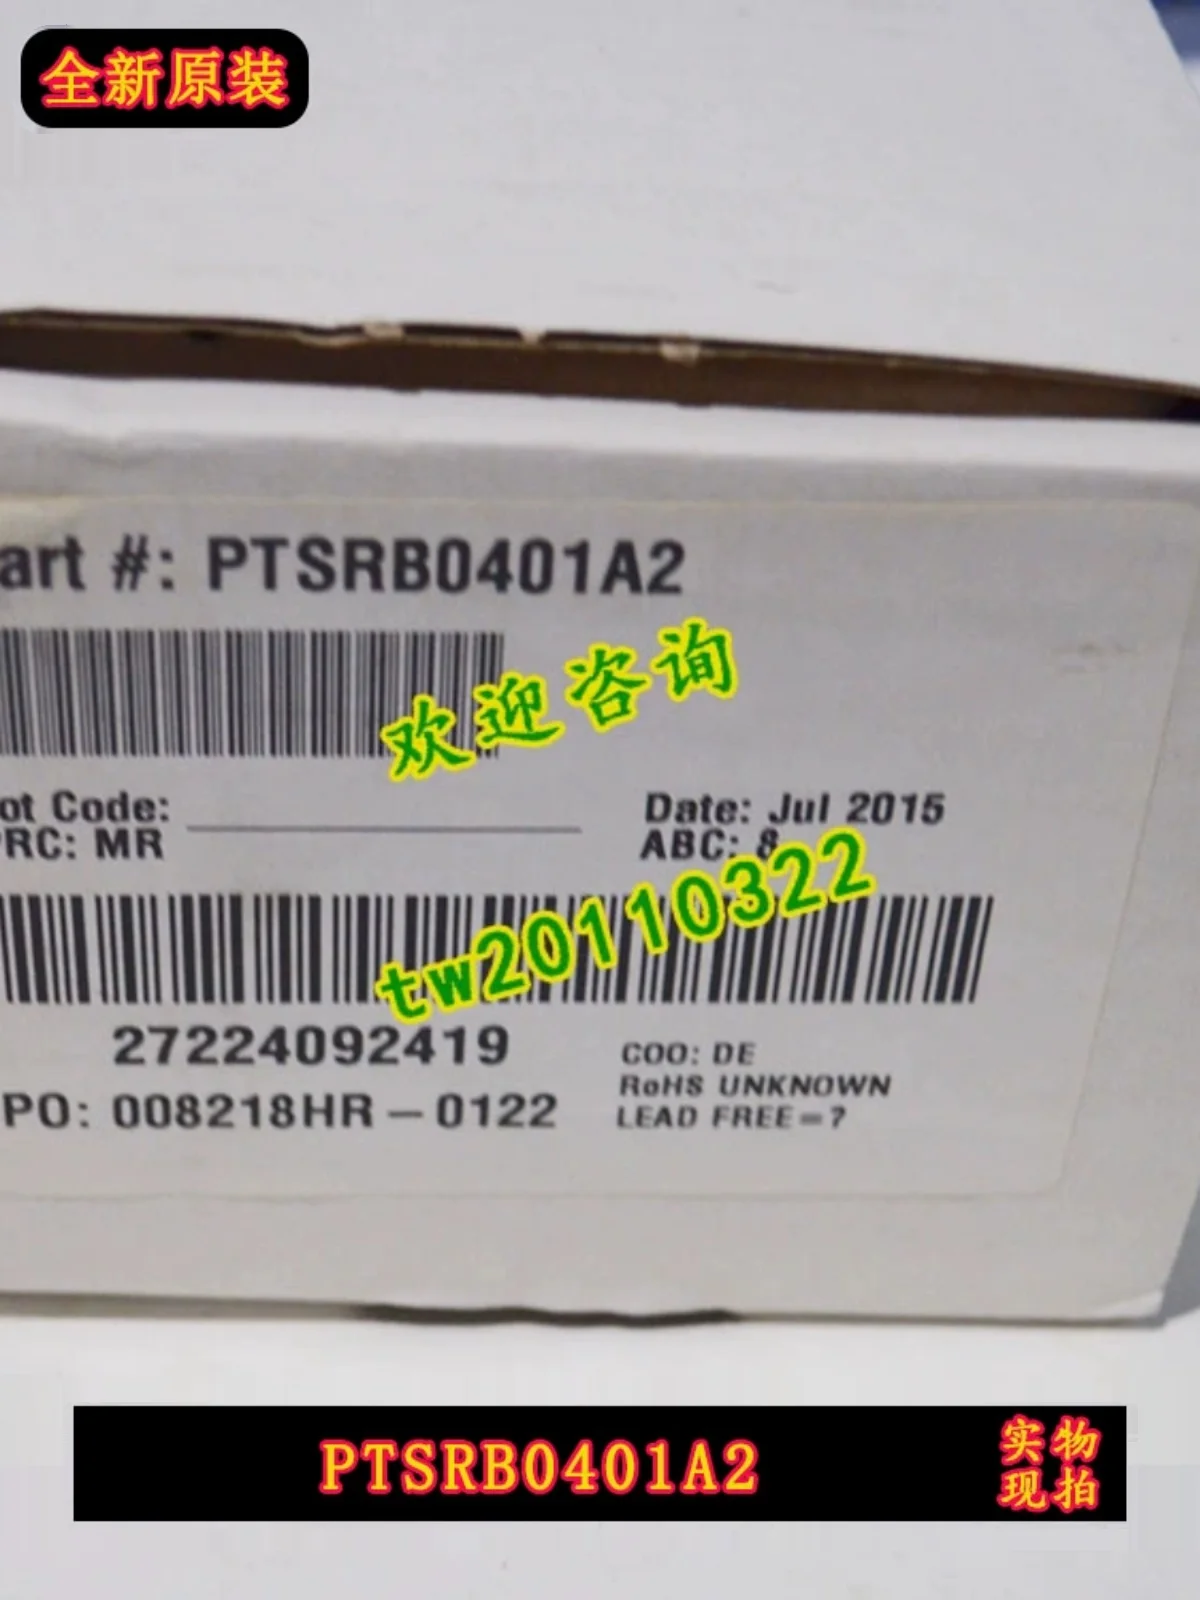 全新原装
art #: PTSRB0401A2
欢迎咨询
ot Code:
Date: Jul 2015
PRC: MR
ABC: 8
tw20110322
27224092419
COO: DE
RoHS UNKNOWN
PO: 008218HR-0122
LEAD FREE=?
PTSRB0401A2
实物
现拍